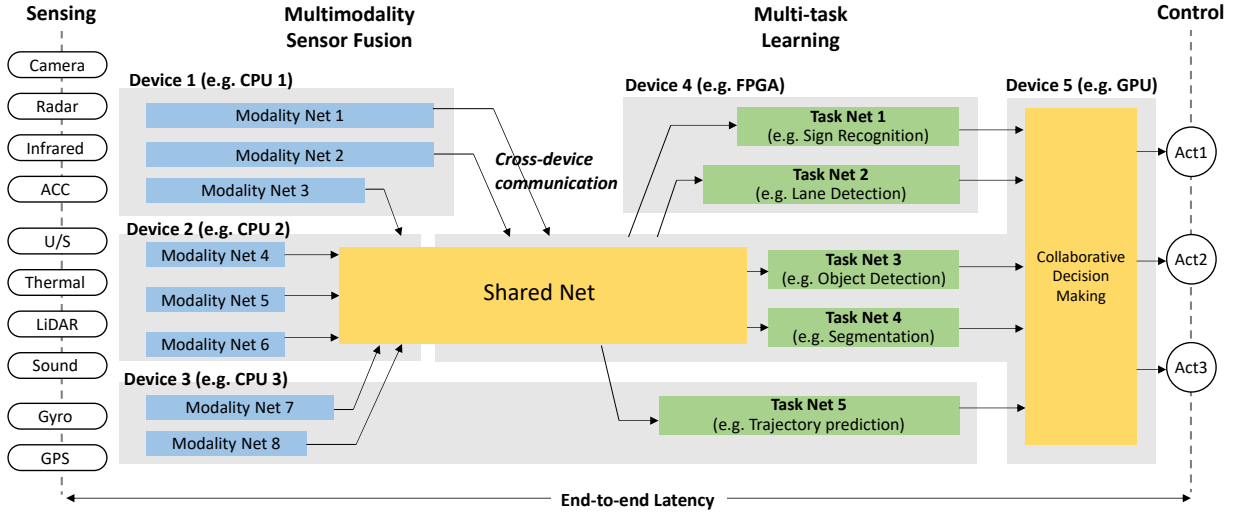 Sensing
Multimodality
Sensor Fusion
Multi-task
Learning
Control
Camera
Radar
Infrared
ACC
U/S
Thermal
LiDAR
Sound
Gyro
GPS
Device 1 (e.g. CPU 1)
Modality Net 1
Modality Net 2
Modality Net 3
Cross-device
communication
Device 2 (e.g. CPU 2)
Modality Net 4
Modality Net 5
Modality Net 6
Shared Net
Device 3 (e.g. CPU 3)
Modality Net 7
Modality Net 8
Device 4 (e.g. FPGA)
Task Net 1
(e.g. Sign Recognition)
Task Net 2
(e.g. Lane Detection)
Task Net 3
(e.g. Object Detection)
Task Net 4
(e.g. Segmentation)
Task Net 5
(e.g. Trajectory prediction)
Device 5 (e.g. GPU)
Collaborative
Decision
Making
Act1
Act2
Act3
End-to-end Latency